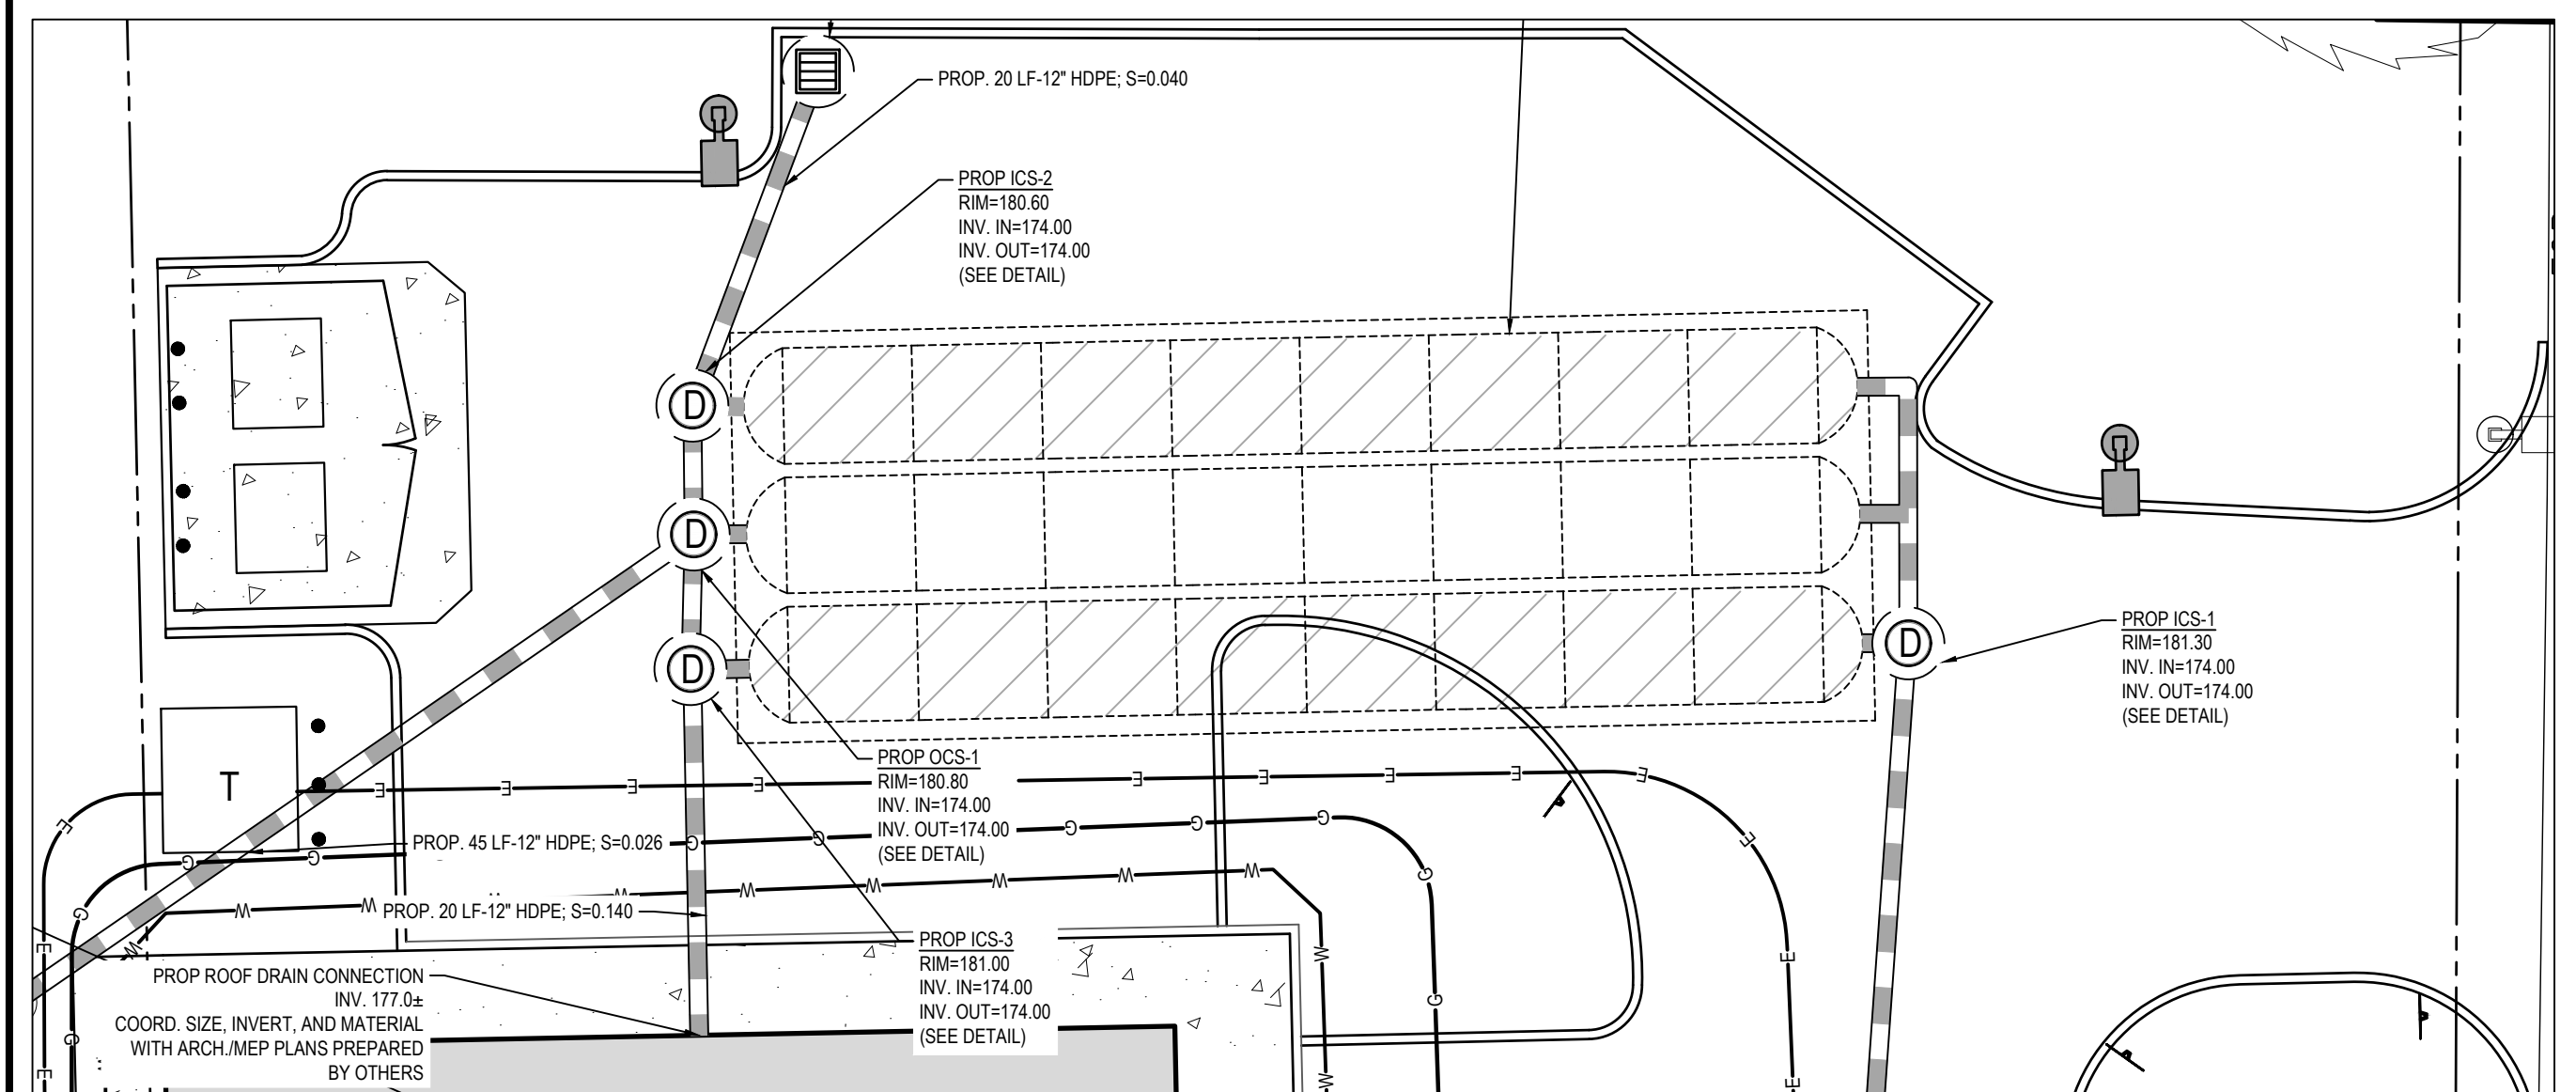 PROP. 20 LF-12" HDPE; S=0.040
PROP ICS-2
RIM=180.60
INV. IN=174.00
INV. OUT=174.00
(SEE DETAIL)
D
D
D
D
PROP ICS-1
RIM=181.30
INV. IN=174.00
INV. OUT=174.00
(SEE DETAIL)
T
PROP OCS-1
RIM=180.80
INV. IN=174.00
INV. OUT=174.00
(SEE DETAIL)
E E E E E E E E E E E E E E E
PROP. 45 LF-12" HDPE; S=0.026
G G G G G G G G G G G
W W W W W W W W W W W
PROP. 20 LF-12" HDPE; S=0.140
PROP ICS-3
RIM=181.00
INV. IN=174.00
INV. OUT=174.00
(SEE DETAIL)
PROP ROOF DRAIN CONNECTION
INV. 177.0±
COORD. SIZE, INVERT, AND MATERIAL
WITH ARCH./MEP PLANS PREPARED
BY OTHERS